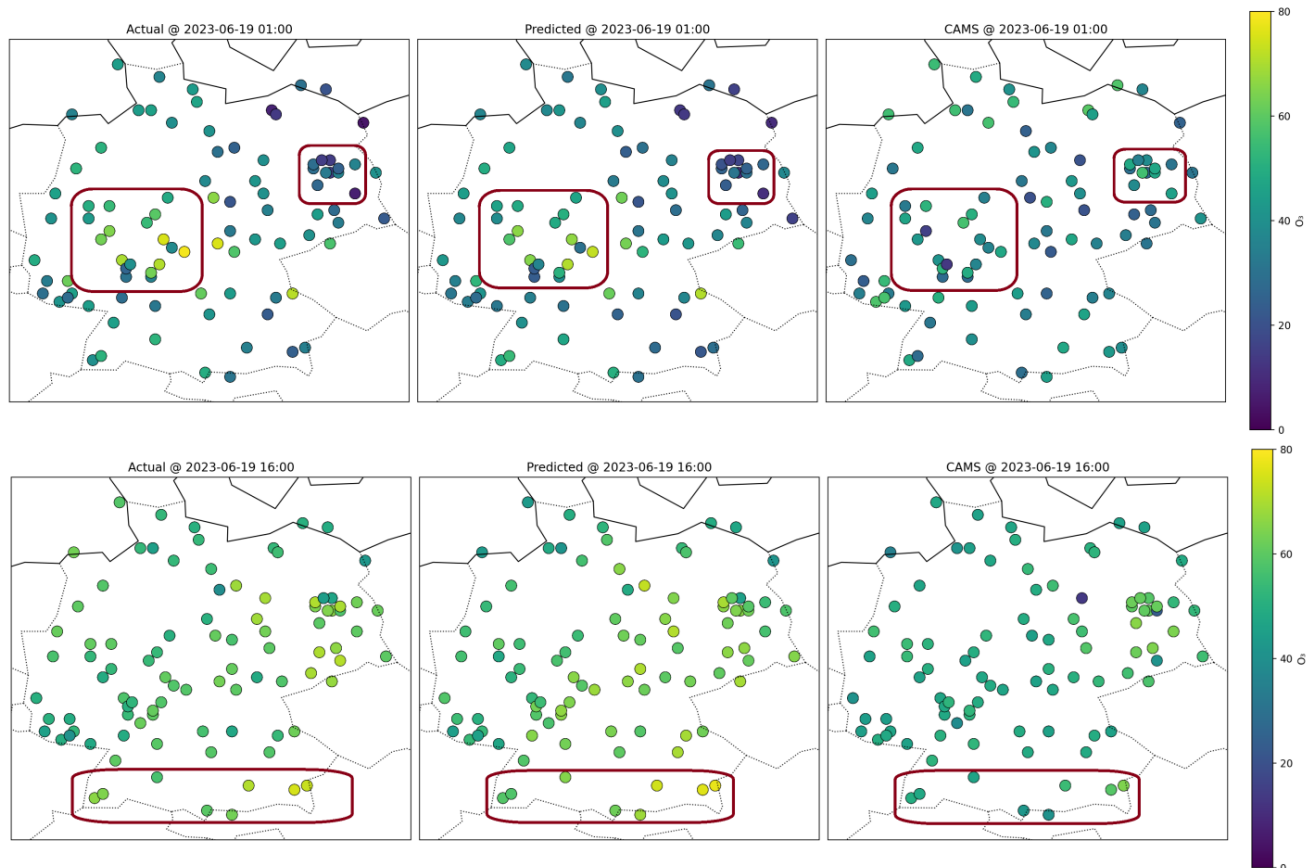 Actual @ 2023-06-19 01:00
Predicted @ 2023-06-19 01:00
CAMS @ 2023-06-19 01:00
80
60
40
20
0
O₃
Actual @ 2023-06-19 16:00
Predicted @ 2023-06-19 16:00
CAMS @ 2023-06-19 16:00
80
60
40
20
0
O₃